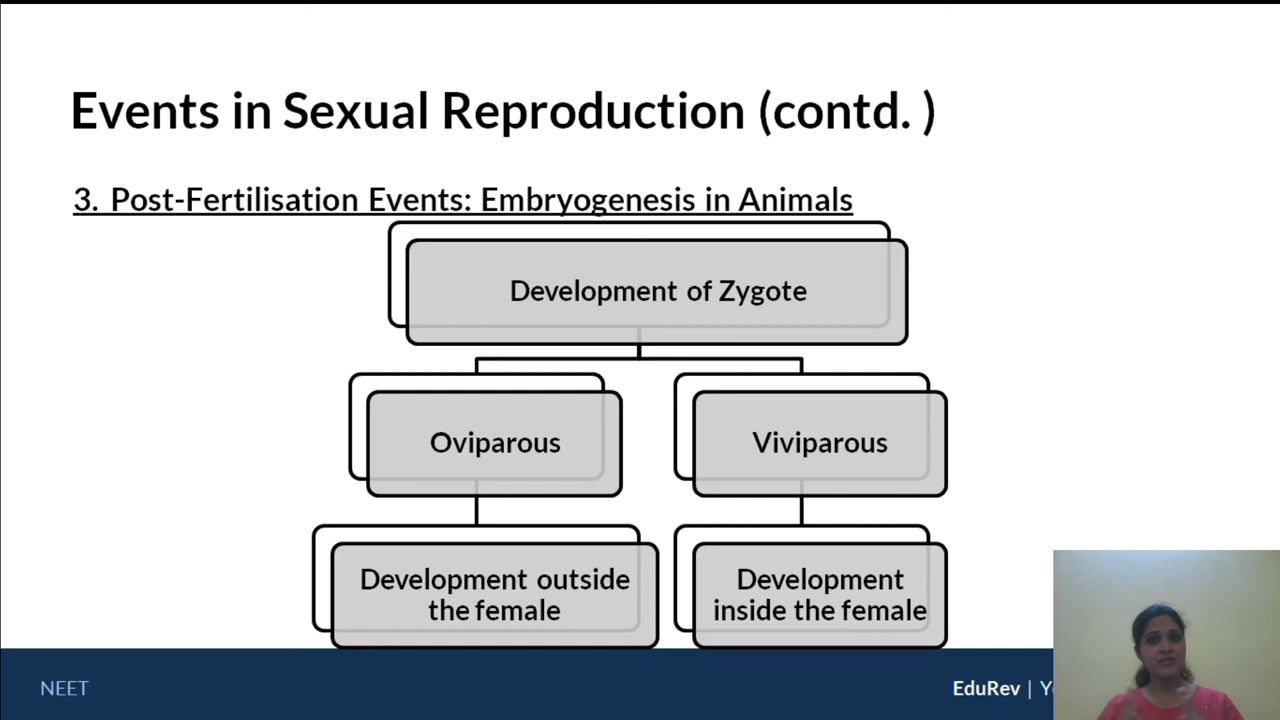 Events in Sexual Reproduction (contd. )
3. Post-Fertilisation Events: Embryogenesis in Animals
Development of Zygote
Oviparous
Viviparous
Development outside
the female
Development
inside the female
NEET
EduRev |